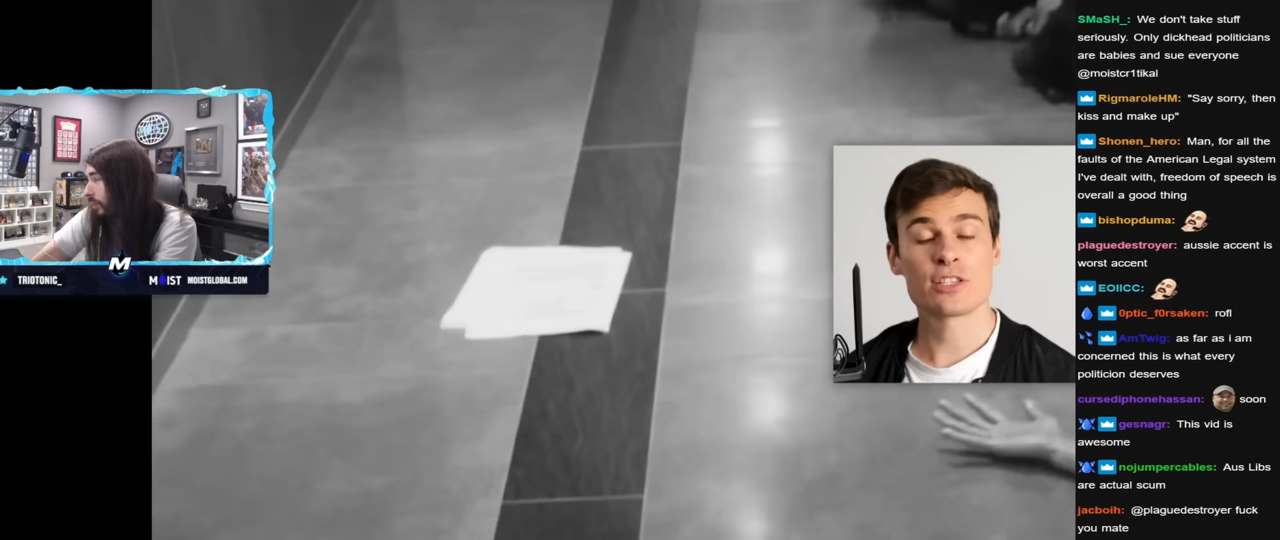 TRIOTONIC_
M
MOIST MOISTGLOBAL.COM
SMaSH_: We don't take stuff
seriously. Only dickhead politicians
are babies and sue everyone
@moistcr1tikal
RigmaroleHM: "Say sorry, then
kiss and make up"
Shonen_hero: Man, for all the
faults of the American Legal system
I've dealt with, freedom of speech is
overall a good thing
bishopduma:
plaguedestroyer: aussie accent is
worst accent
EOIICC:
0ptic_f0rsaken: rofl
AmTwig: as far as i am
concerned this is what every
politicion deserves
cursediphonehassan: soon
gesnagr: This vid is
awesome
nojumpercables: Aus Libs
are actual scum
jacboih: @plaguedestroyer fuck
you mate